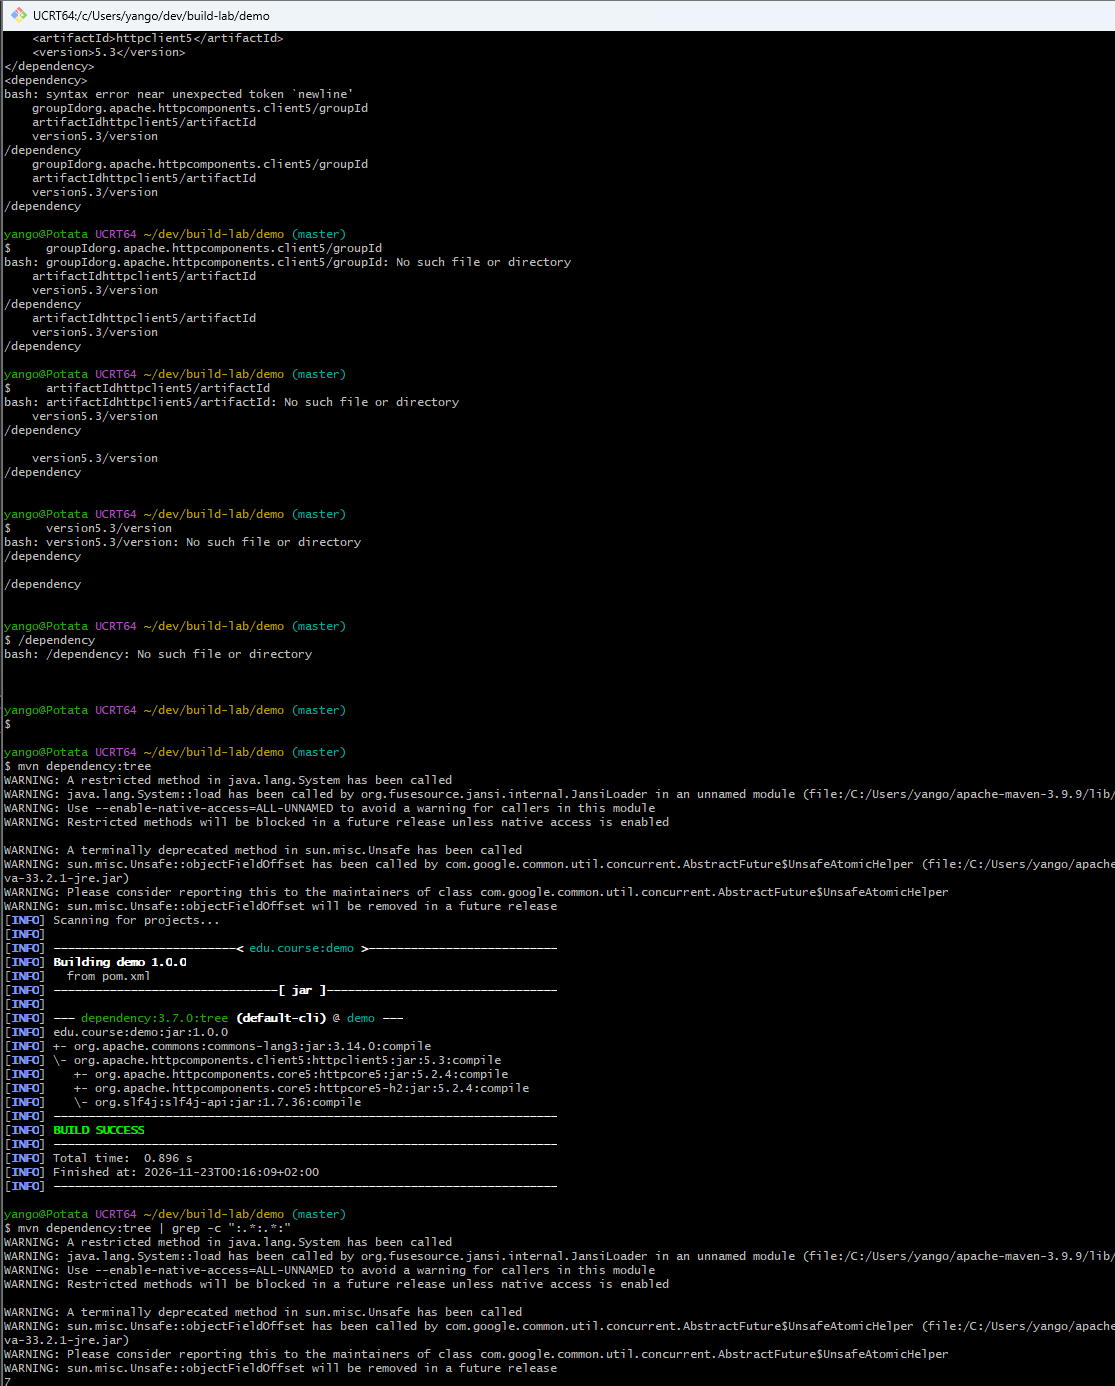 UCRT64:/c/Users/yango/dev/build-lab/demo
    <artifactId>httpclient5</artifactId>
    <version>5.3</version>
</dependency>
<dependency>
bash: syntax error near unexpected token `newline'
    groupIdorg.apache.httpcomponents.client5/groupId
    artifactIdhttpclient5/artifactId
    version5.3/version
/dependency
    groupIdorg.apache.httpcomponents.client5/groupId
    artifactIdhttpclient5/artifactId
    version5.3/version
/dependency
yango@Potata UCRT64 ~/dev/build-lab/demo (master)
$     groupIdorg.apache.httpcomponents.client5/groupId
bash: groupIdorg.apache.httpcomponents.client5/groupId: No such file or directory
    artifactIdhttpclient5/artifactId
    version5.3/version
/dependency
    artifactIdhttpclient5/artifactId
    version5.3/version
/dependency
yango@Potata UCRT64 ~/dev/build-lab/demo (master)
$     artifactIdhttpclient5/artifactId
bash: artifactIdhttpclient5/artifactId: No such file or directory
    version5.3/version
/dependency
    version5.3/version
/dependency
yango@Potata UCRT64 ~/dev/build-lab/demo (master)
$     version5.3/version
bash: version5.3/version: No such file or directory
/dependency
/dependency
yango@Potata UCRT64 ~/dev/build-lab/demo (master)
$ /dependency
bash: /dependency: No such file or directory
yango@Potata UCRT64 ~/dev/build-lab/demo (master)
$
yango@Potata UCRT64 ~/dev/build-lab/demo (master)
$ mvn dependency:tree
WARNING: A restricted method in java.lang.System has been called
WARNING: java.lang.System::load has been called by org.fusesource.jansi.internal.JansiLoader in an unnamed module (file:/C:/Users/yango/apache-maven-3.9.9/lib/
WARNING: Use --enable-native-access=ALL-UNNAMED to avoid a warning for callers in this module
WARNING: Restricted methods will be blocked in a future release unless native access is enabled
WARNING: A terminally deprecated method in sun.misc.Unsafe has been called
WARNING: sun.misc.Unsafe::objectFieldOffset has been called by com.google.common.util.concurrent.AbstractFuture$UnsafeAtomicHelper (file:/C:/Users/yango/apache
va-33.2.1-jre.jar)
WARNING: Please consider reporting this to the maintainers of class com.google.common.util.concurrent.AbstractFuture$UnsafeAtomicHelper
WARNING: sun.misc.Unsafe::objectFieldOffset will be removed in a future release
[INFO] Scanning for projects...
[INFO]
[INFO] --------------------------< edu.course:demo >---------------------------
[INFO] Building demo 1.0.0
[INFO]   from pom.xml
[INFO] --------------------------------[ jar ]---------------------------------
[INFO]
[INFO] --- dependency:3.7.0:tree (default-cli) @ demo ---
[INFO] edu.course:demo:jar:1.0.0
[INFO] +- org.apache.commons:commons-lang3:jar:3.14.0:compile
[INFO] \- org.apache.httpcomponents.client5:httpclient5:jar:5.3:compile
[INFO]    +- org.apache.httpcomponents.core5:httpcore5:jar:5.2.4:compile
[INFO]    +- org.apache.httpcomponents.core5:httpcore5-h2:jar:5.2.4:compile
[INFO]    \- org.slf4j:slf4j-api:jar:1.7.36:compile
[INFO] ------------------------------------------------------------------------
[INFO] BUILD SUCCESS
[INFO] ------------------------------------------------------------------------
[INFO] Total time:  0.896 s
[INFO] Finished at: 2026-11-23T00:16:09+02:00
[INFO] ------------------------------------------------------------------------
yango@Potata UCRT64 ~/dev/build-lab/demo (master)
$ mvn dependency:tree | grep -c ":.*:.*:"
WARNING: A restricted method in java.lang.System has been called
WARNING: java.lang.System::load has been called by org.fusesource.jansi.internal.JansiLoader in an unnamed module (file:/C:/Users/yango/apache-maven-3.9.9/lib/
WARNING: Use --enable-native-access=ALL-UNNAMED to avoid a warning for callers in this module
WARNING: Restricted methods will be blocked in a future release unless native access is enabled
WARNING: A terminally deprecated method in sun.misc.Unsafe has been called
WARNING: sun.misc.Unsafe::objectFieldOffset has been called by com.google.common.util.concurrent.AbstractFuture$UnsafeAtomicHelper (file:/C:/Users/yango/apache
va-33.2.1-jre.jar)
WARNING: Please consider reporting this to the maintainers of class com.google.common.util.concurrent.AbstractFuture$UnsafeAtomicHelper
WARNING: sun.misc.Unsafe::objectFieldOffset will be removed in a future release
7